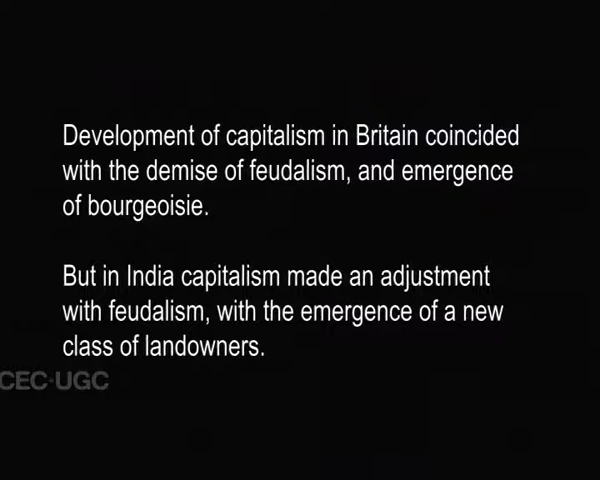 Development of capitalism in Britain coincided
with the demise of feudalism, and emergence
of bourgeoisie.
But in India capitalism made an adjustment
with feudalism, with the emergence of a new
class of landowners.
CEC-UGC